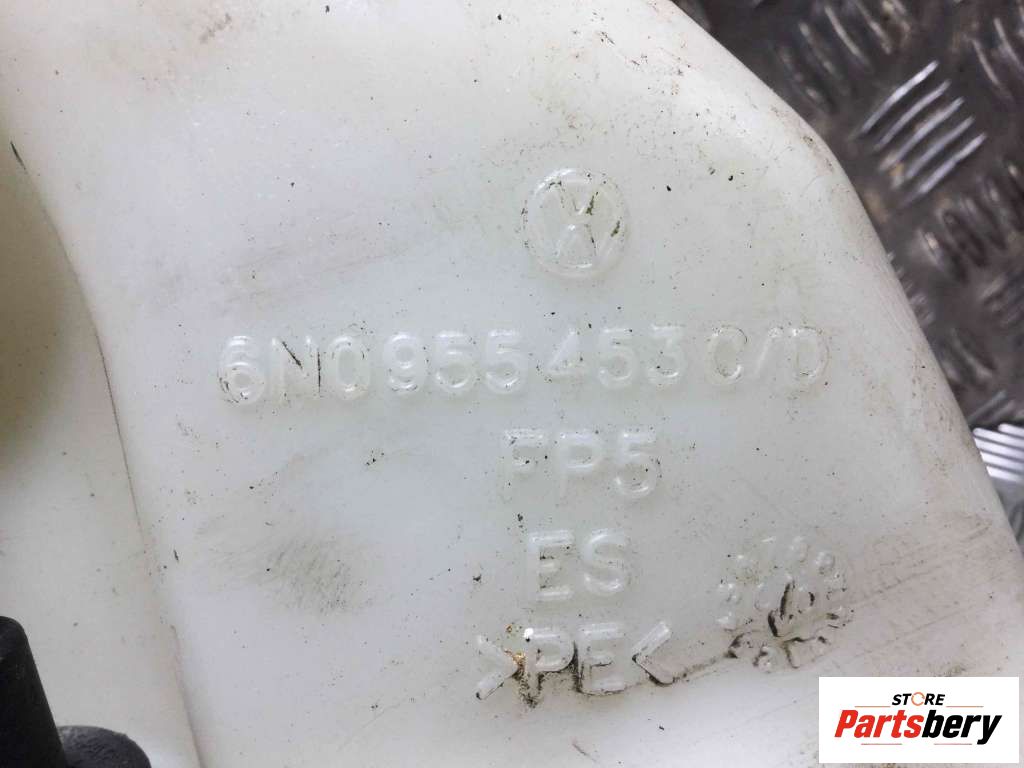 6N0 955 453 C/D
FP5
ES
>PE<
STORE
Partsbery